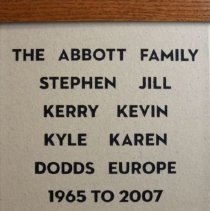 THE ABBOTT FAMILY
STEPHEN JILL
KERRY KEVIN
KYLE KAREN
DODDS EUROPE
1965 TO 2007